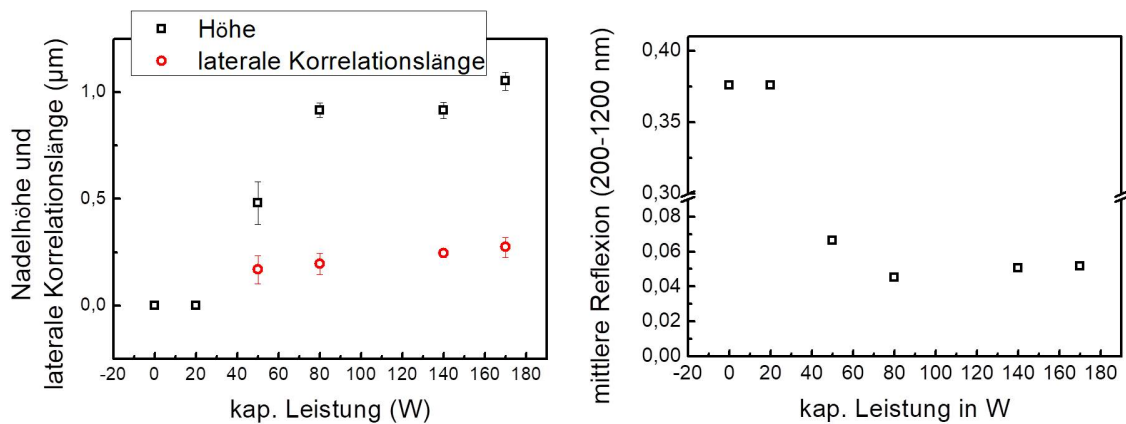 Höhe
laterale Korrelationslänge
Nadelhöhe und
laterale Korrelationslänge (µm)
1,0
0,5
0,0
-20 0 20 40 60 80 100 120 140 160 180
kap. Leistung (W)
mittlere Reflexion (200-1200 nm)
0,40
0,35
0,30
0,08
0,06
0,04
0,02
0,00
-20 0 20 40 60 80 100 120 140 160 180
kap. Leistung in W